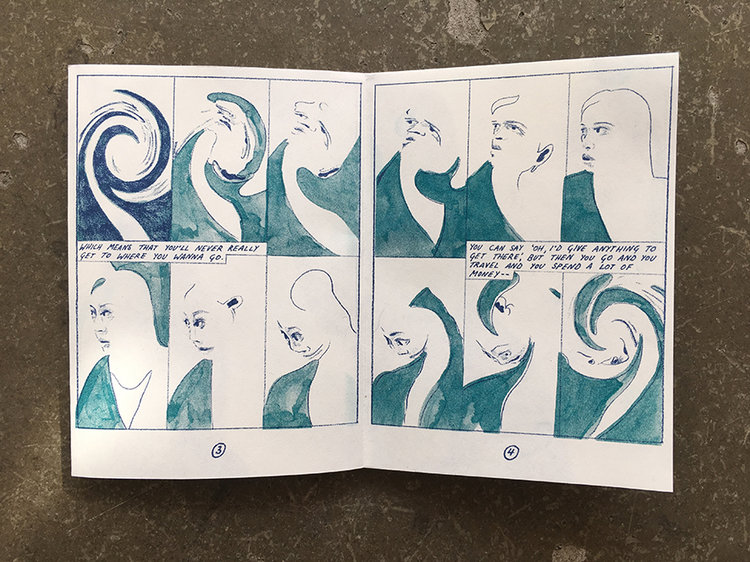 WHICH MEANS THAT YOU'LL NEVER REALLY
GET TO WHERE YOU WANNA GO.
3
YOU CAN SAY 'OH, I'D GIVE ANYTHING TO
GET THERE', BUT THEN YOU GO AND YOU
TRAVEL AND YOU SPEND A LOT OF
MONEY--
4